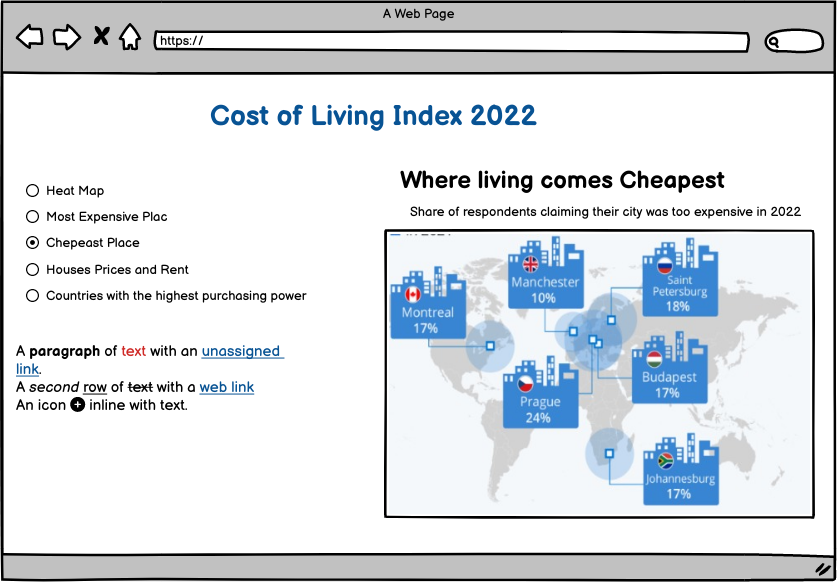 A Web Page
https://
Cost of Living Index 2022
Heat Map
Most Expensive Plac
Chepeast Place
Houses Prices and Rent
Countries with the highest purchasing power
A paragraph of text with an unassigned
link.
A second row of text with a web link
An icon inline with text.
Where living comes Cheapest
Share of respondents claiming their city was too expensive in 2022
Montreal
17%
Manchester
10%
Saint
Petersburg
18%
Prague
24%
Budapest
17%
Johannesburg
17%